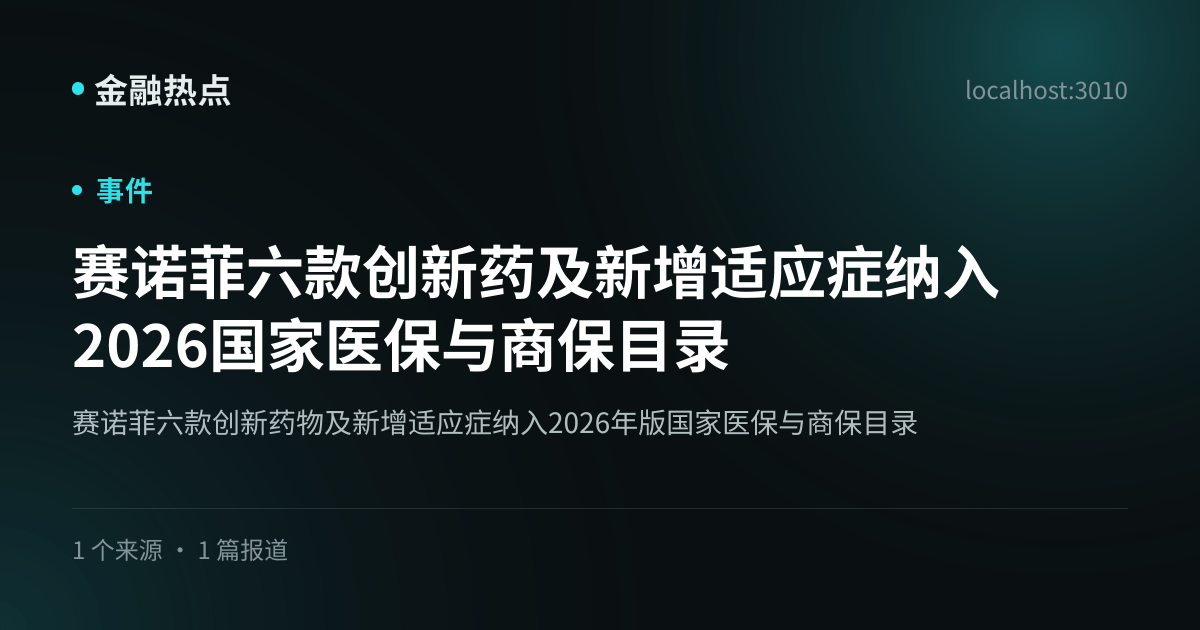 金融热点
localhost:3010
事件
赛诺菲六款创新药及新增适应症纳入
2026国家医保与商保目录
赛诺菲六款创新药物及新增适应症纳入2026年版国家医保与商保目录
1 个来源 · 1 篇报道